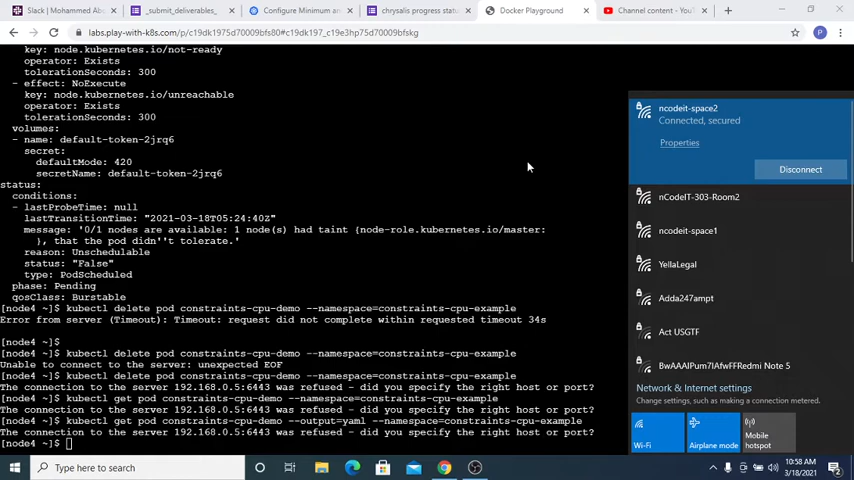 Slack | Mohammed Abu
_submit_deliverables_
Configure Minimum an
chrysalis progress statu
Docker Playground
Channel content - YouT
labs.play-with-k8s.com/p/c19dk1975d70009bfs80#c19dk197_c19e3hp75d70009bfskg
P
key: node.kubernetes.io/not-ready
operator: Exists
tolerationSeconds: 300
- effect: NoExecute
key: node.kubernetes.io/unreachable
operator: Exists
tolerationSeconds: 300
volumes:
- name: default-token-2jrq6
secret:
defaultMode: 420
secretName: default-token-2jrq6
status:
conditions:
- lastProbeTime: null
lastTransitionTime: "2021-03-18T05:24:40Z"
message: '0/1 nodes are available: 1 node(s) had taint {node-role.kubernetes.io/master:
}, that the pod didn''t tolerate.'
reason: Unschedulable
status: "False"
type: PodScheduled
phase: Pending
qosClass: Burstable
[node4 ~]$ kubectl delete pod constraints-cpu-demo --namespace=constraints-cpu-example
Error from server (Timeout): Timeout: request did not complete within requested timeout 34s
[node4 ~]$
[node4 ~]$ kubectl delete pod constraints-cpu-demo --namespace=constraints-cpu-example
Unable to connect to the server: unexpected EOF
[node4 ~]$ kubectl delete pod constraints-cpu-demo --namespace=constraints-cpu-example
The connection to the server 192.168.0.5:6443 was refused - did you specify the right host or port?
[node4 ~]$ kubectl get pod constraints-cpu-demo --namespace=constraints-cpu-example
The connection to the server 192.168.0.5:6443 was refused - did you specify the right host or port?
[node4 ~]$ kubectl get pod constraints-cpu-demo --output=yaml --namespace=constraints-cpu-example
The connection to the server 192.168.0.5:6443 was refused - did you specify the right host or port?
[node4 ~]$
ncodeit-space2
Connected, secured
Properties
Disconnect
nCodeIT-303-Room2
ncodeit-space1
YellaLegal
Adda247ampt
Act USGTF
BwAAAlPum7IAfwFFRedmi Note 5
Network & Internet settings
Change settings, such as making a connection metered.
Wi-Fi
Airplane mode
Mobile
hotspot
Type here to search
10:58 AM
3/18/2021
2